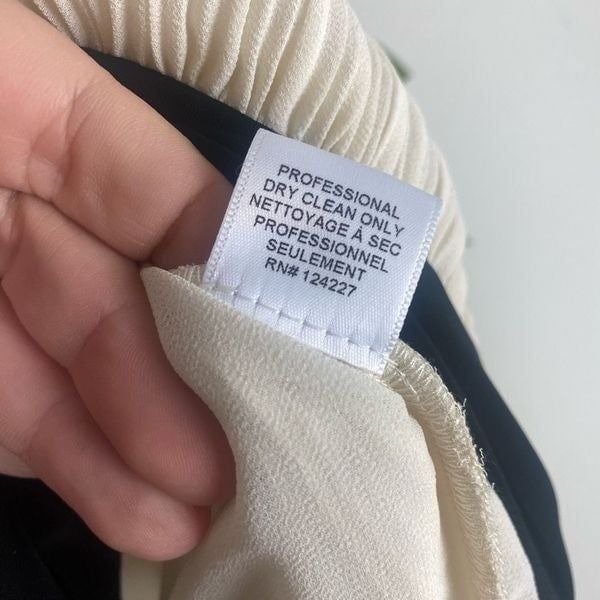 PROFESSIONAL
DRY CLEAN ONLY
NETTOYAGE À SEC
PROFESSIONNEL
SEULEMENT
RN# 124227